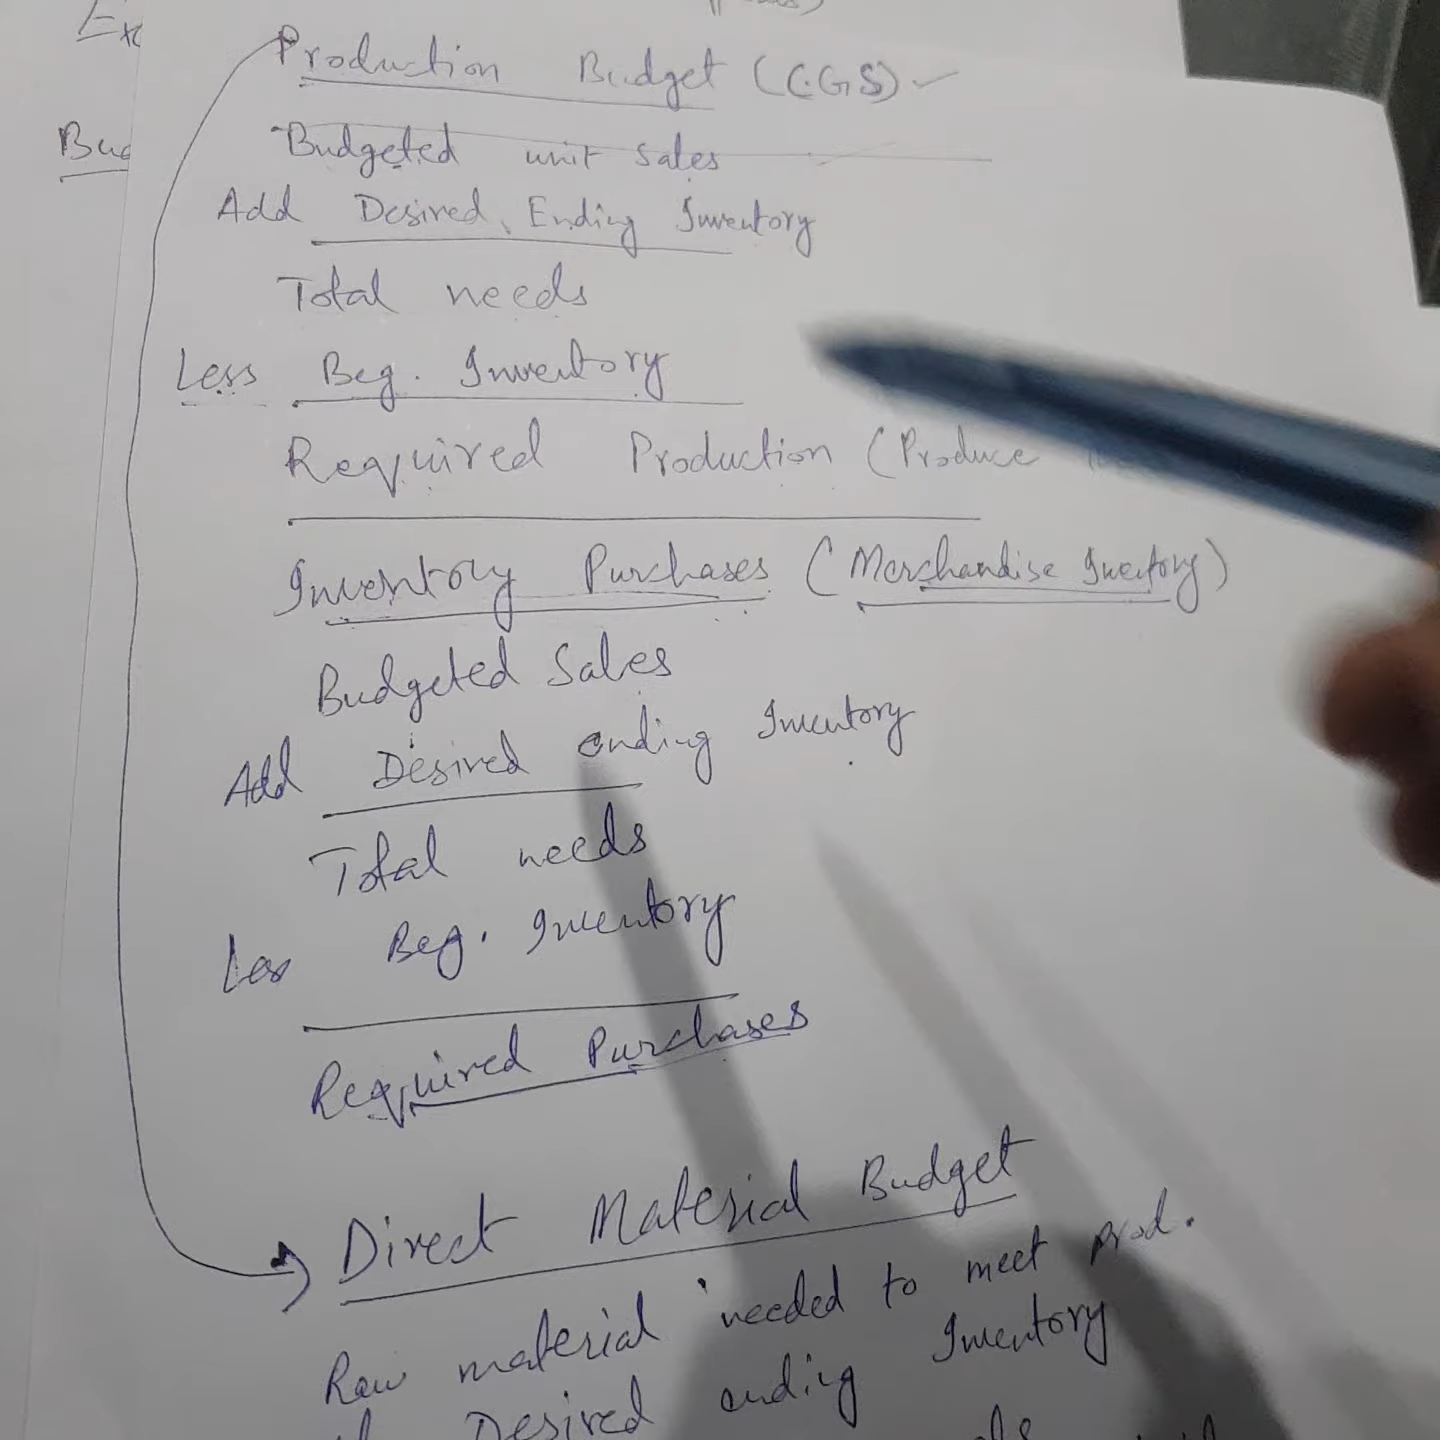 Ex
Production Budget (CGS)
Bud
Budgeted unit sales
Add Desired Ending Inventory
Total needs
Less Beg. Inventory
Required Production (Produce
Inventory Purchases (Merchandise Inventory)
Budgeted Sales
Add Desired ending Inventory
Total needs
Less Beg. Inventory
Required Purchases
Direct Material Budget
Raw material needed to meet prod.
Desired ending Inventory